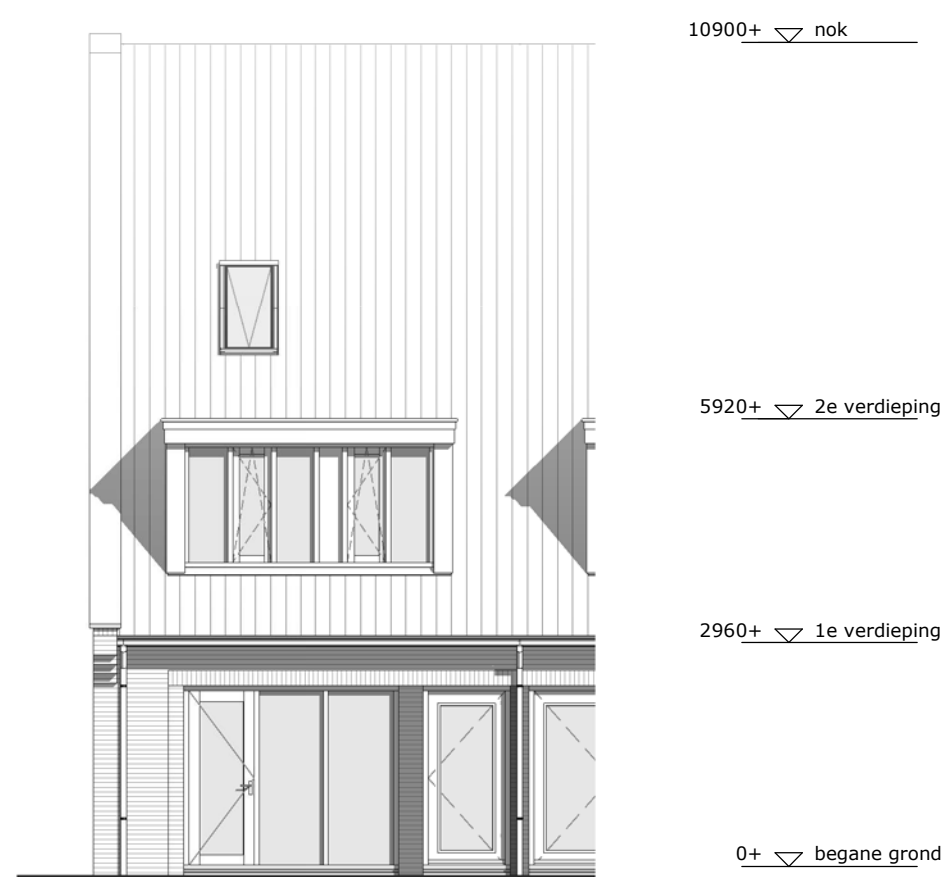 10900+ nok
5920+ 2e verdieping
2960+ 1e verdieping
0+ begane grond